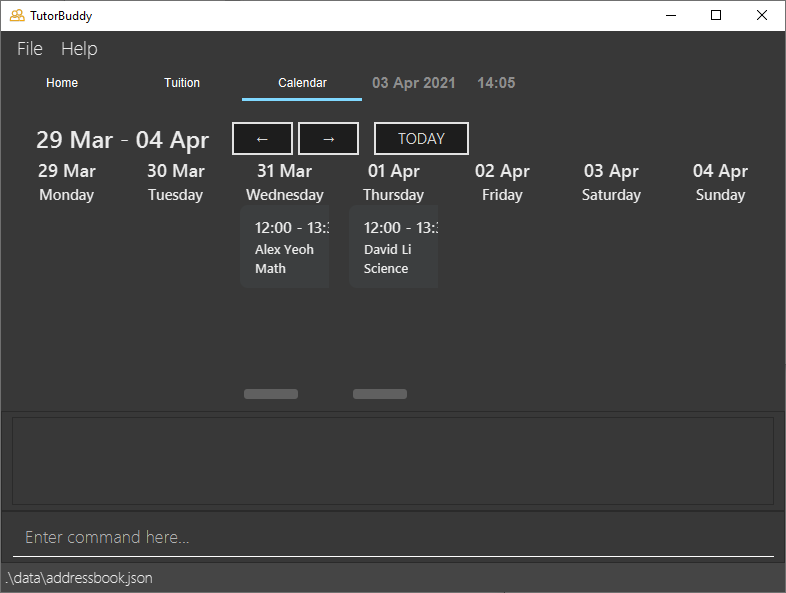 TutorBuddy
File Help
Home Tuition Calendar 03 Apr 2021 14:05
29 Mar - 04 Apr ← → TODAY
29 Mar 30 Mar 31 Mar 01 Apr 02 Apr 03 Apr 04 Apr
Monday Tuesday Wednesday Thursday Friday Saturday Sunday
12:00 - 13: 12:00 - 13:
Alex Yeoh David Li
Math Science
Enter command here...
.\data\addressbook.json